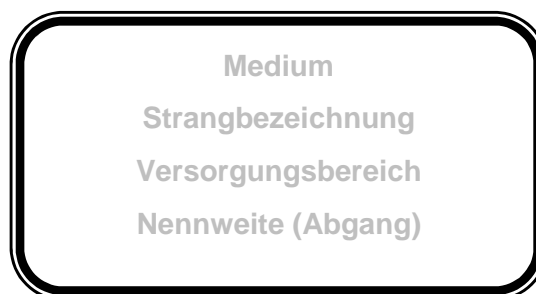 Medium
Strangbezeichnung
Versorgungsbereich
Nennweite (Abgang)